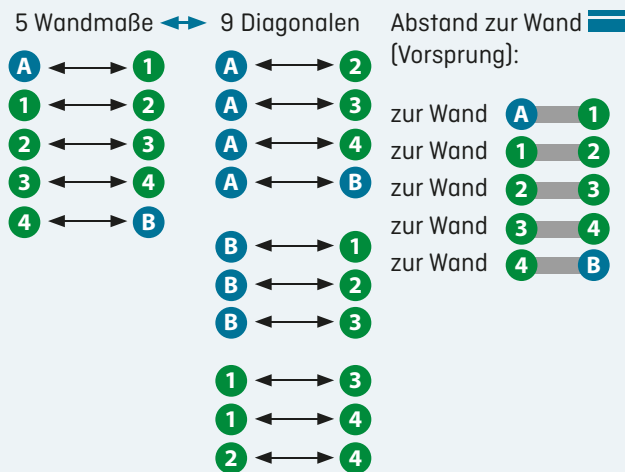 5 Wandmaße
A 1
1 2
2 3
3 4
4 B
9 Diagonalen
A 2
A 3
A 4
A B
B 1
B 2
B 3
1 3
1 4
2 4
Abstand zur Wand
(Vorsprung):
zur Wand A 1
zur Wand 1 2
zur Wand 2 3
zur Wand 3 4
zur Wand 4 B